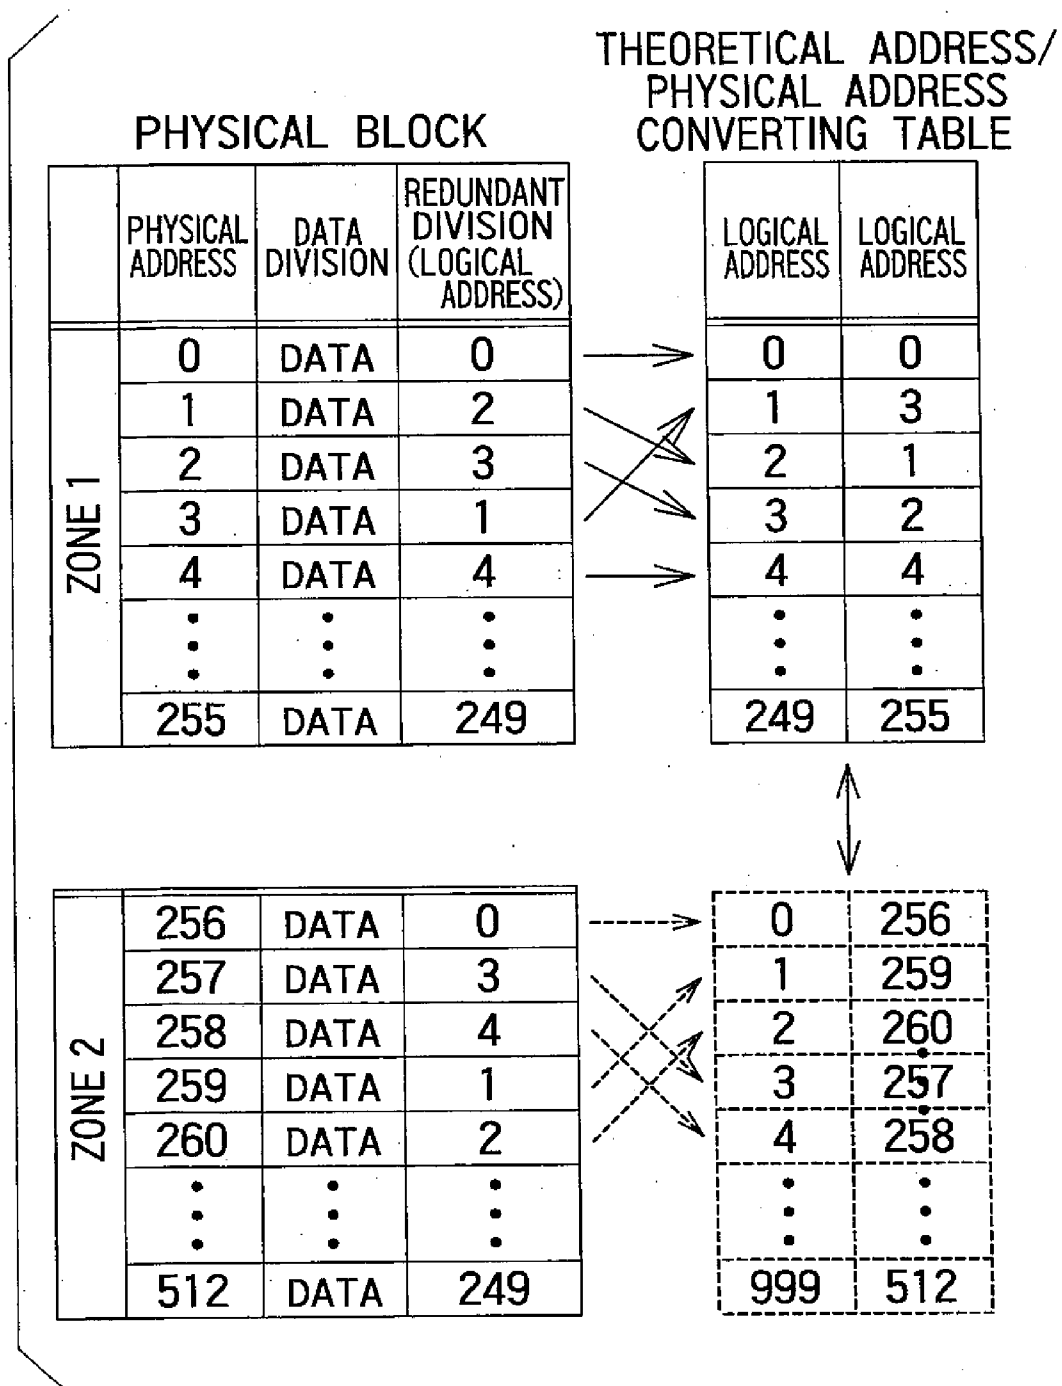 THEORETICAL ADDRESS/
PHYSICAL ADDRESS
CONVERTING TABLE
PHYSICAL BLOCK
PHYSICAL
ADDRESS
DATA
DIVISION
REDUNDANT
DIVISION
(LOGICAL
ADDRESS)
LOGICAL
ADDRESS
LOGICAL
ADDRESS
ZONE 1
0 DATA 0 0 0
1 DATA 2 1 3
2 DATA 3 2 1
3 DATA 1 3 2
4 DATA 4 4 4
255 DATA 249 249 255
ZONE 2
256 DATA 0 0 256
257 DATA 3 1 259
258 DATA 4 2 260
259 DATA 1 3 257
260 DATA 2 4 258
512 DATA 249 999 512